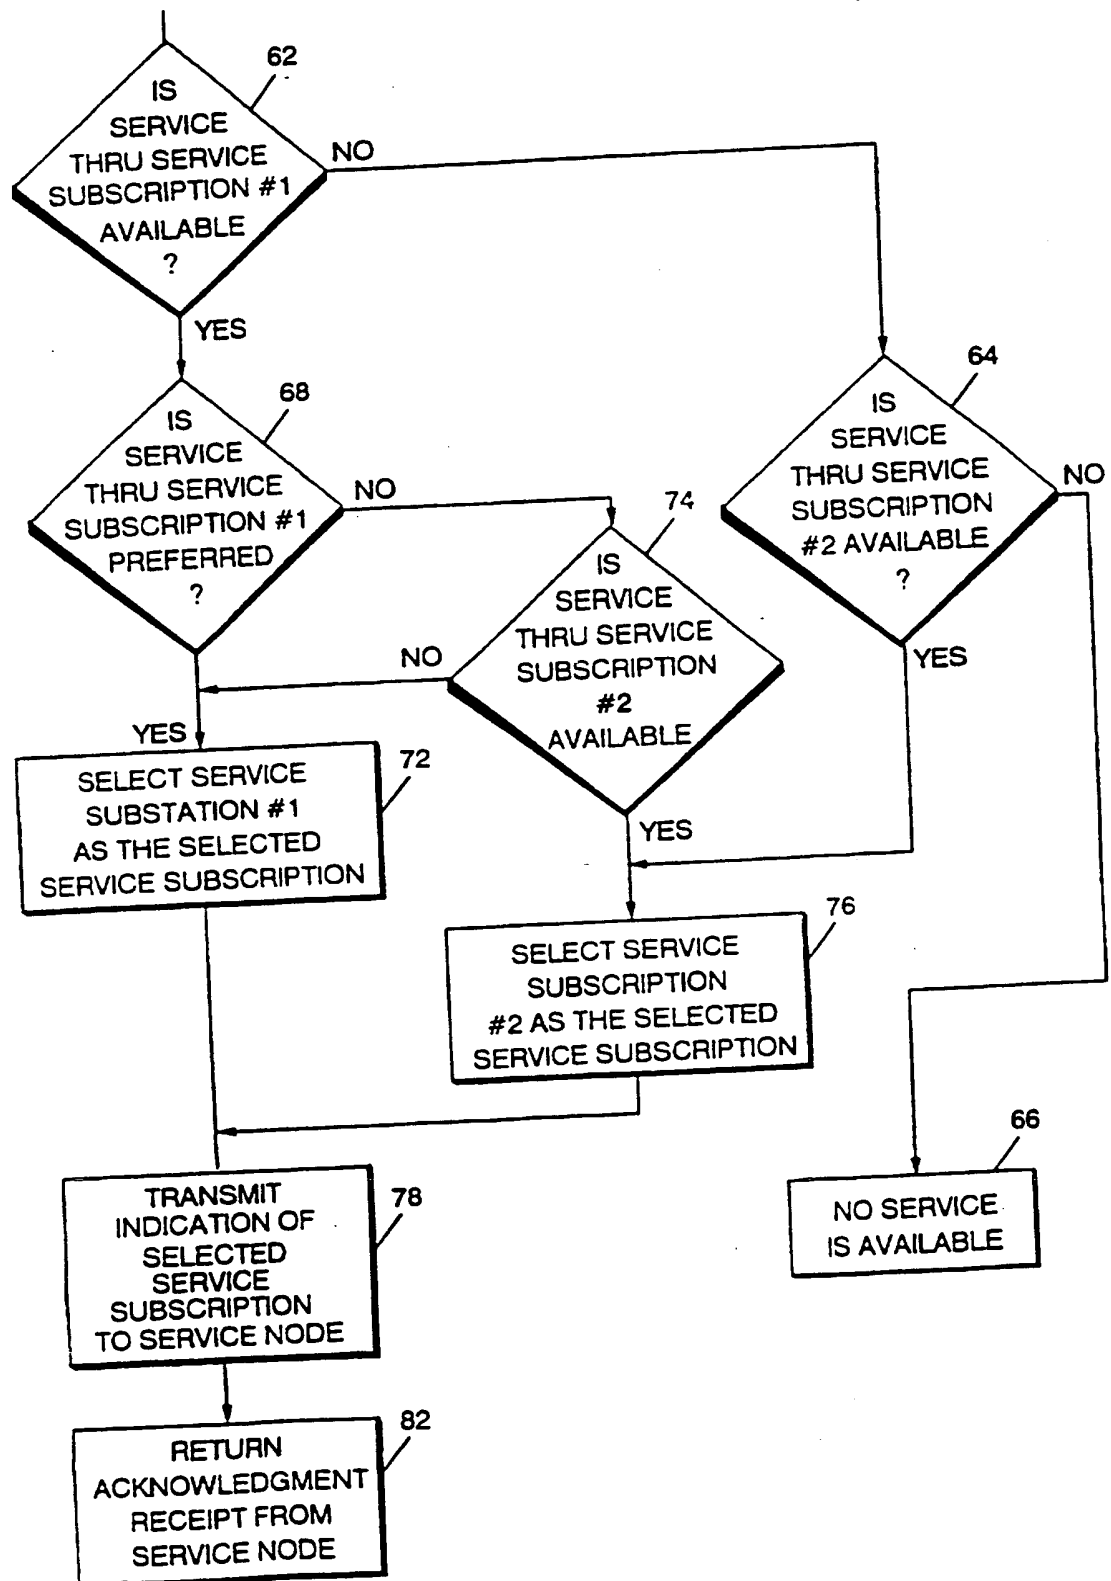 62
IS
SERVICE
THRU SERVICE
SUBSCRIPTION #1
AVAILABLE
?
NO
YES
68
IS
SERVICE
THRU SERVICE
SUBSCRIPTION #1
PREFERRED
?
NO
YES
64
IS
SERVICE
THRU SERVICE
SUBSCRIPTION
#2 AVAILABLE
?
NO
YES
74
IS
SERVICE
THRU SERVICE
SUBSCRIPTION
#2
AVAILABLE
NO
YES
72
SELECT SERVICE
SUBSTATION #1
AS THE SELECTED
SERVICE SUBSCRIPTION
76
SELECT SERVICE
SUBSCRIPTION
#2 AS THE SELECTED
SERVICE SUBSCRIPTION
66
NO SERVICE
IS AVAILABLE
78
TRANSMIT
INDICATION OF
SELECTED
SERVICE
SUBSCRIPTION
TO SERVICE NODE
82
RETURN
ACKNOWLEDGMENT
RECEIPT FROM
SERVICE NODE